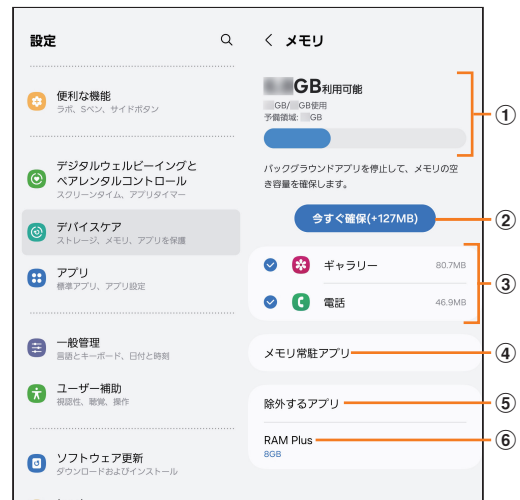 設定
便利な機能
ラボ、Sペン、サイドボタン
デジタルウェルビーイングと
ペアレンタルコントロール
スクリーンタイム、アプリタイマー
デバイスケア
ストレージ、メモリ、アプリを保護
アプリ
標準アプリ、アプリ設定
一般管理
言語とキーボード、日付と時刻
ユーザー補助
視認性、聴覚、操作
ソフトウェア更新
ダウンロードおよびインストール
メモリ
GB利用可能
GB/ GB使用
予備領域: GB
①
バックグラウンドアプリを停止して、メモリの空
き容量を確保します。
今すぐ確保(+127MB)
②
ギャラリー 80.7MB
③
電話 46.9MB
メモリ常駐アプリ
④
除外するアプリ
⑤
RAM Plus
⑥
8GB